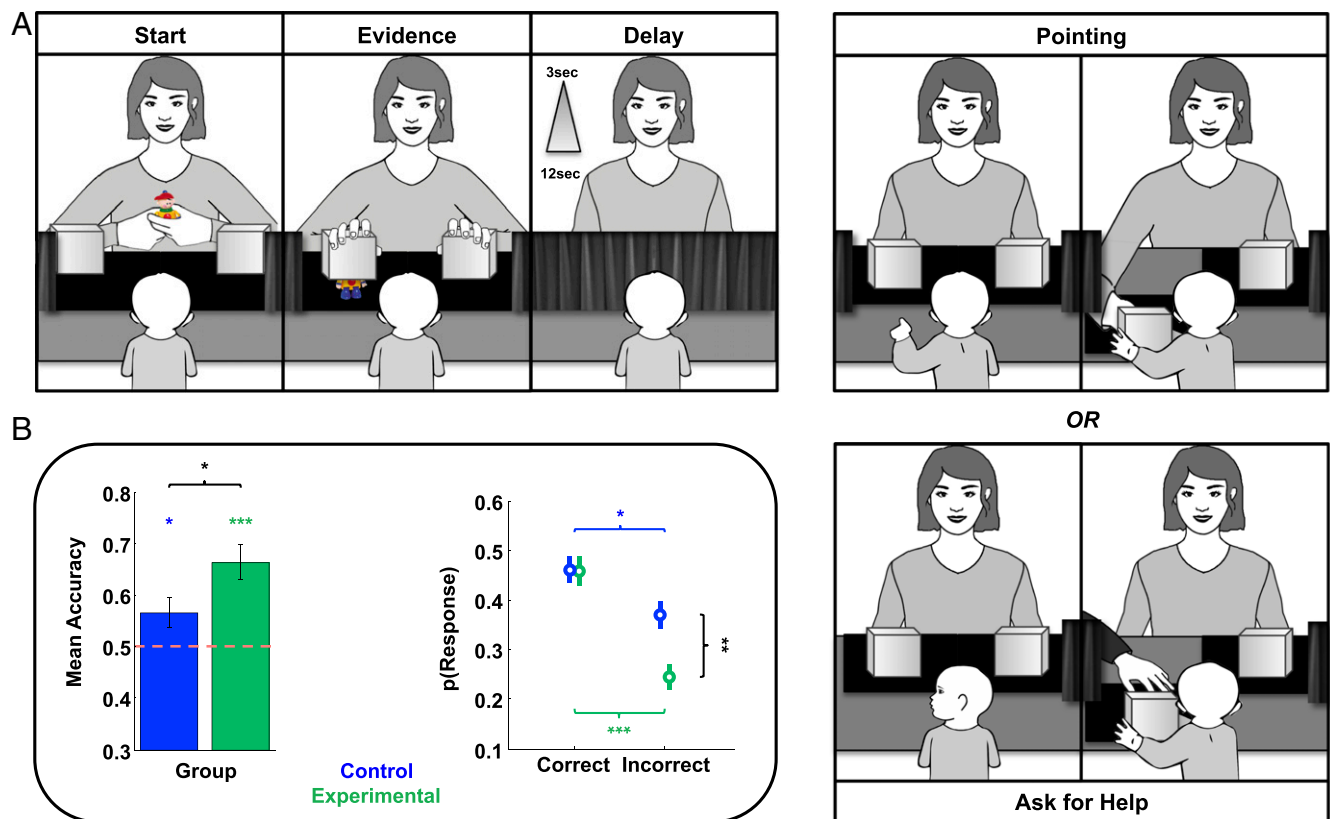 A
Start
Evidence
Delay
3sec
12sec
Pointing
OR
Ask for Help
B
*
*
***
0.8
0.7
0.6
0.5
0.4
0.3
Mean Accuracy
Group
Control
Experimental
0.6
0.5
0.4
0.3
0.2
0.1
p(Response)
*
**
***
Correct Incorrect